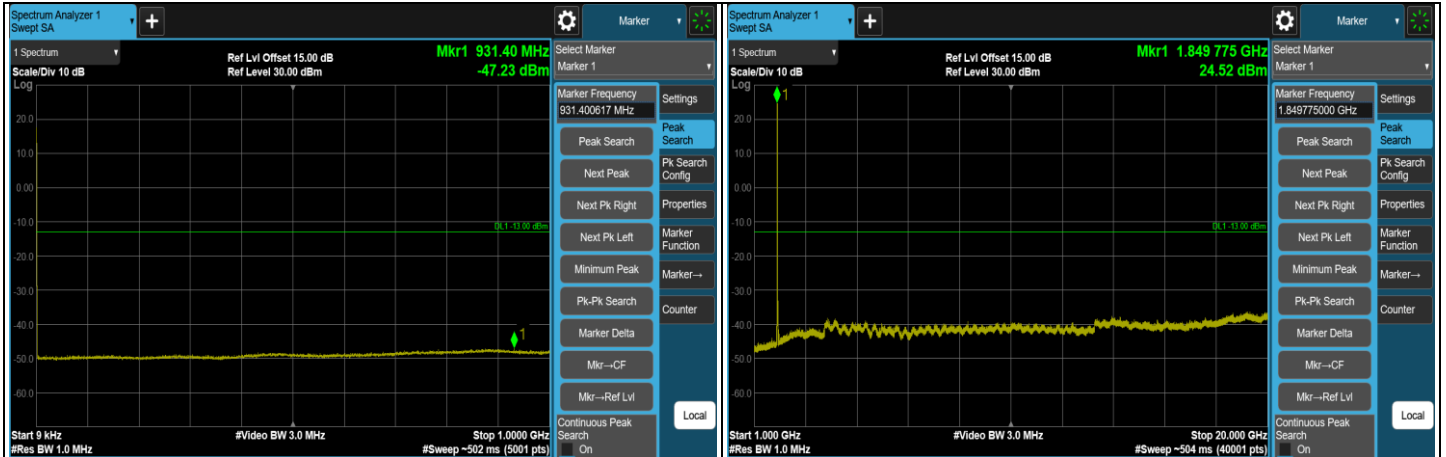 Spectrum Analyzer 1
Swept SA
+
Marker
1 Spectrum
Scale/Div 10 dB
Log
Ref Lvl Offset 15.00 dB
Ref Level 30.00 dBm
Mkr1 931.40 MHz
-47.23 dBm
1
20.0
10.0
0.00
-10.0
-20.0
-30.0
-40.0
-50.0
-60.0
DL1 -13.00 dBm
Start 9 kHz
#Res BW 1.0 MHz
#Video BW 3.0 MHz
Stop 1.0000 GHz
#Sweep ~502 ms (5001 pts)
Select Marker
Marker 1
Marker Frequency
931.400617 MHz
Peak Search
Next Peak
Next Pk Right
Next Pk Left
Minimum Peak
Pk-Pk Search
Marker Delta
Mkr→CF
Mkr→Ref Lvl
Continuous Peak
Search
On
Settings
Peak
Search
Pk Search
Config
Properties
Marker
Function
Marker→
Counter
Local
Spectrum Analyzer 1
Swept SA
+
Marker
1 Spectrum
Scale/Div 10 dB
Log
Ref Lvl Offset 15.00 dB
Ref Level 30.00 dBm
Mkr1 1.849 775 GHz
24.52 dBm
1
20.0
10.0
0.00
-10.0
-20.0
-30.0
-40.0
-50.0
-60.0
DL1 -13.00 dBm
Start 1.000 GHz
#Res BW 1.0 MHz
#Video BW 3.0 MHz
Stop 20.000 GHz
#Sweep ~504 ms (40001 pts)
Select Marker
Marker 1
Marker Frequency
1.849775000 GHz
Peak Search
Next Peak
Next Pk Right
Next Pk Left
Minimum Peak
Pk-Pk Search
Marker Delta
Mkr→CF
Mkr→Ref Lvl
Continuous Peak
Search
On
Settings
Peak
Search
Pk Search
Config
Properties
Marker
Function
Marker→
Counter
Local